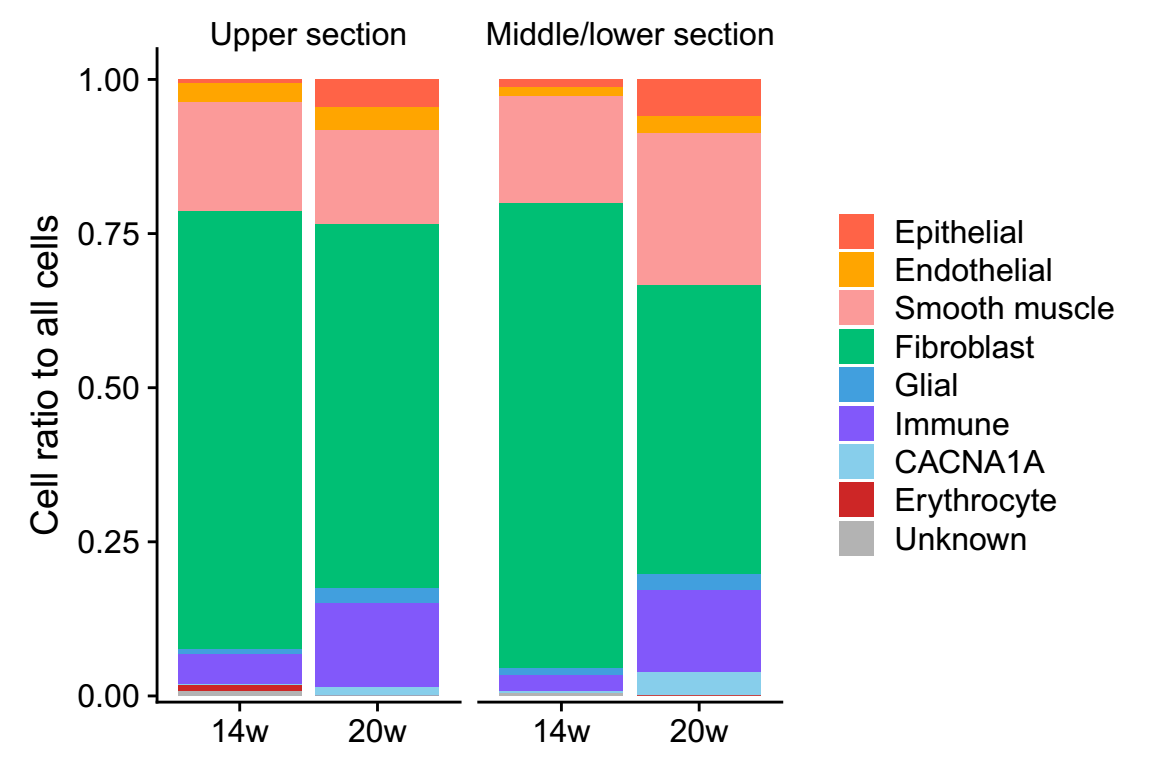 Upper section
Middle/lower section
Cell ratio to all cells
1.00
0.75
0.50
0.25
0.00
14w
20w
14w
20w
Epithelial
Endothelial
Smooth muscle
Fibroblast
Glial
Immune
CACNA1A
Erythrocyte
Unknown